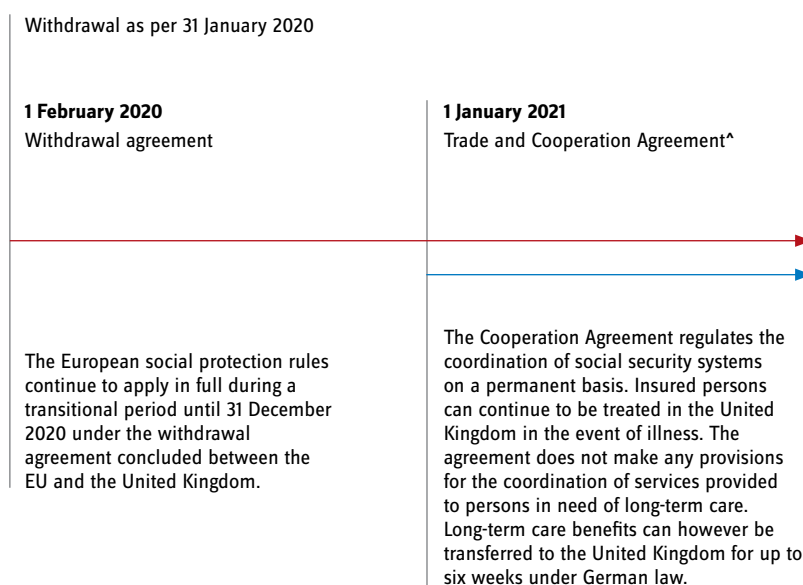 Withdrawal as per 31 January 2020
1 February 2020
Withdrawal agreement
1 January 2021
Trade and Cooperation Agreement^
The European social protection rules
continue to apply in full during a
transitional period until 31 December
2020 under the withdrawal
agreement concluded between the
EU and the United Kingdom.
The Cooperation Agreement regulates the
coordination of social security systems
on a permanent basis. Insured persons
can continue to be treated in the United
Kingdom in the event of illness. The
agreement does not make any provisions
for the coordination of services provided
to persons in need of long-term care.
Long-term care benefits can however be
transferred to the United Kingdom for up to
six weeks under German law.